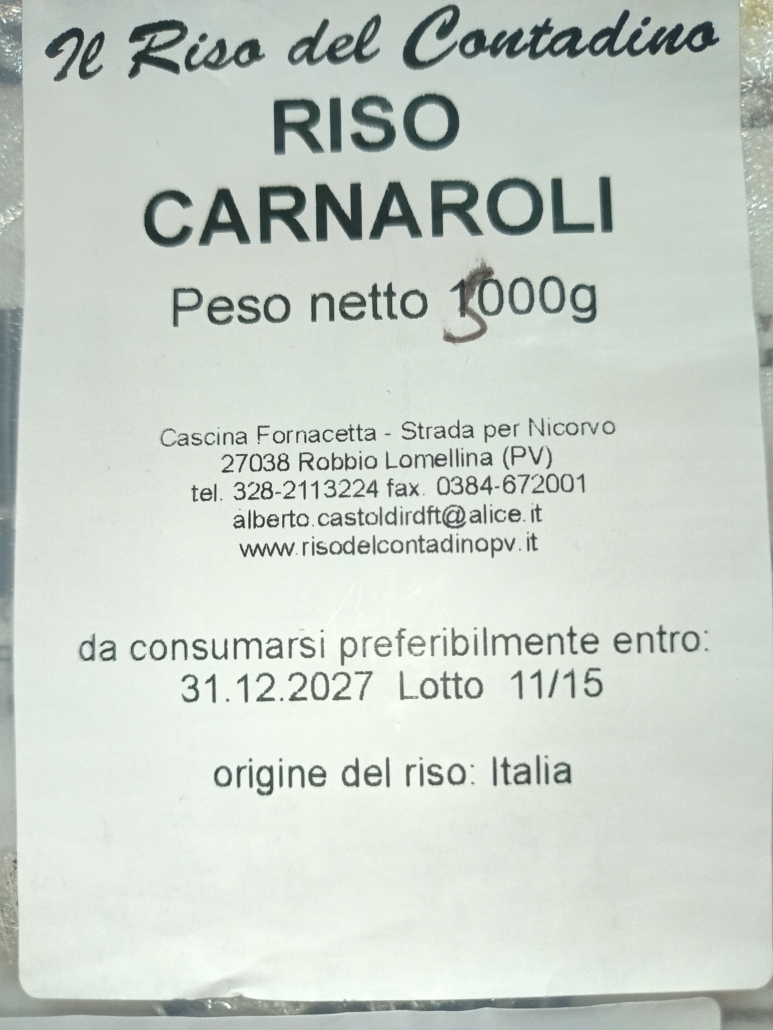 Il Riso del Contadino
RISO
CARNAROLI
Peso netto 5000g
Cascina Fornacetta - Strada per Nicorvo
27038 Robbio Lomellina (PV)
tel. 328-2113224 fax. 0384-672001
alberto.castoldirdft@alice.it
www.risodelcontadinopv.it
da consumarsi preferibilmente entro:
31.12.2027 Lotto 11/15
origine del riso: Italia